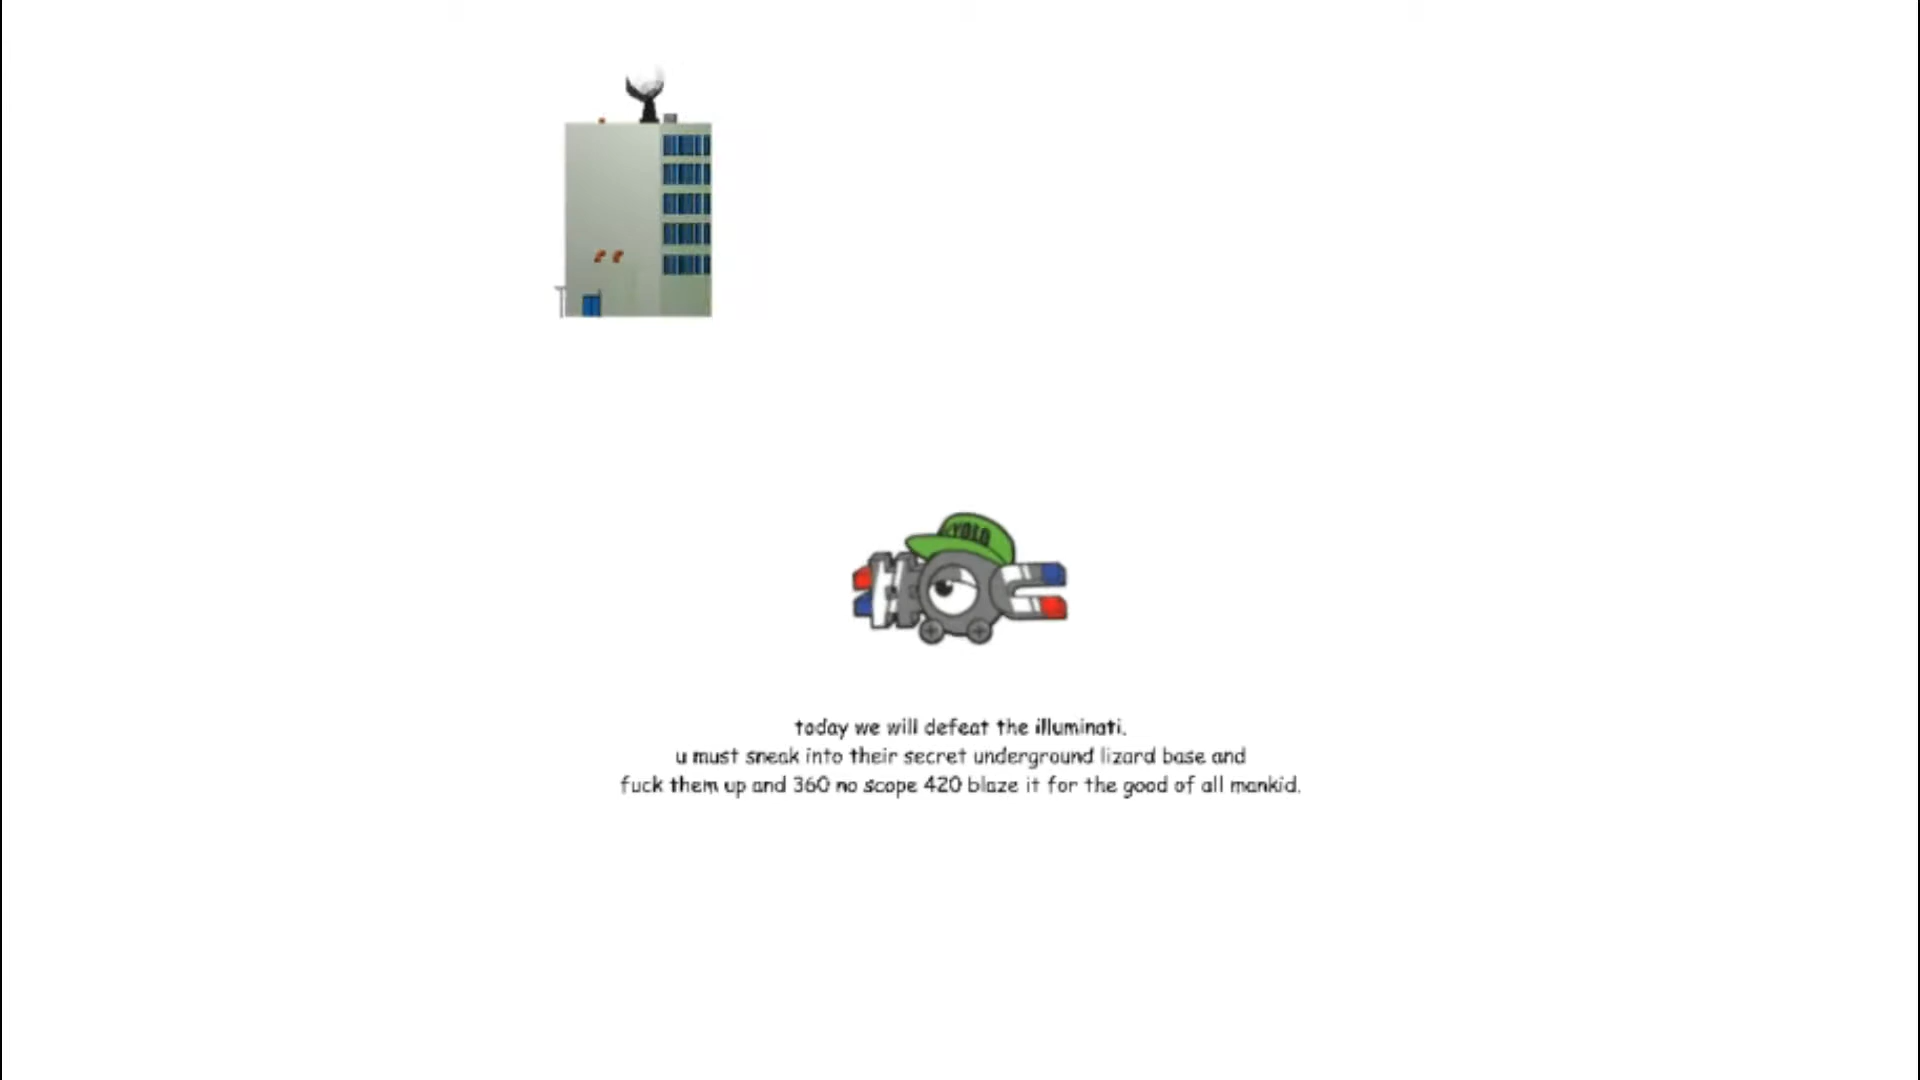 YOLO
today we will defeat the illuminati.
u must sneak into their secret underground lizard base and
fuck them up and 360 no scope 420 blaze it for the good of all mankid.